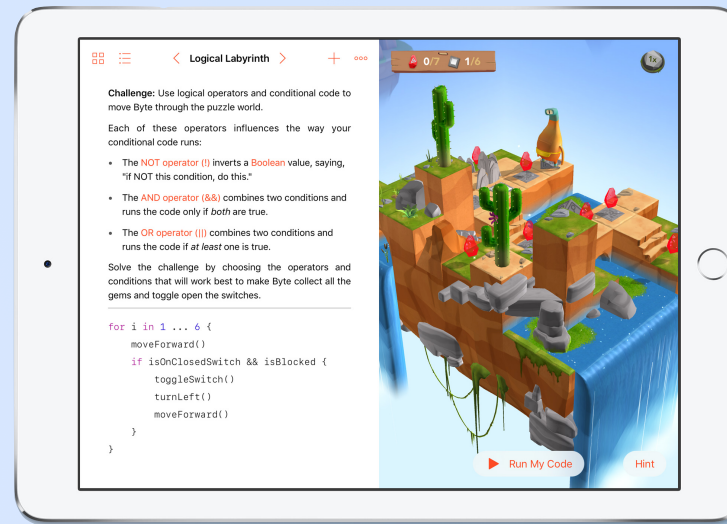 Logical Labyrinth
Challenge: Use logical operators and conditional code to
move Byte through the puzzle world.
Each of these operators influences the way your
conditional code runs:
• The NOT operator (!) inverts a Boolean value, saying,
"if NOT this condition, do this."
• The AND operator (&&) combines two conditions and
runs the code only if both are true.
• The OR operator (||) combines two conditions and
runs the code if at least one is true.
Solve the challenge by choosing the operators and
conditions that will work best to make Byte collect all the
gems and toggle open the switches.
for i in 1 ... 6 {
moveForward()
if isOnClosedSwitch && isBlocked {
toggleSwitch()
turnLeft()
moveForward()
}
}
0/7 1/6
1x
Run My Code
Hint